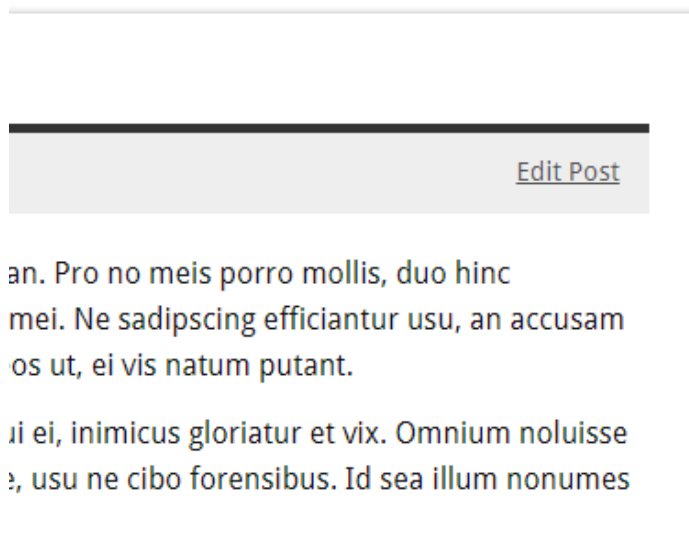 Edit Post
an. Pro no meis porro mollis, duo hinc
mei. Ne sadipscing efficiantur usu, an accusam
os ut, ei vis natum putant.
ei, inimicus gloriatur et vix. Omnium noluisse
, usu ne cibo forensibus. Id sea illum nonumes